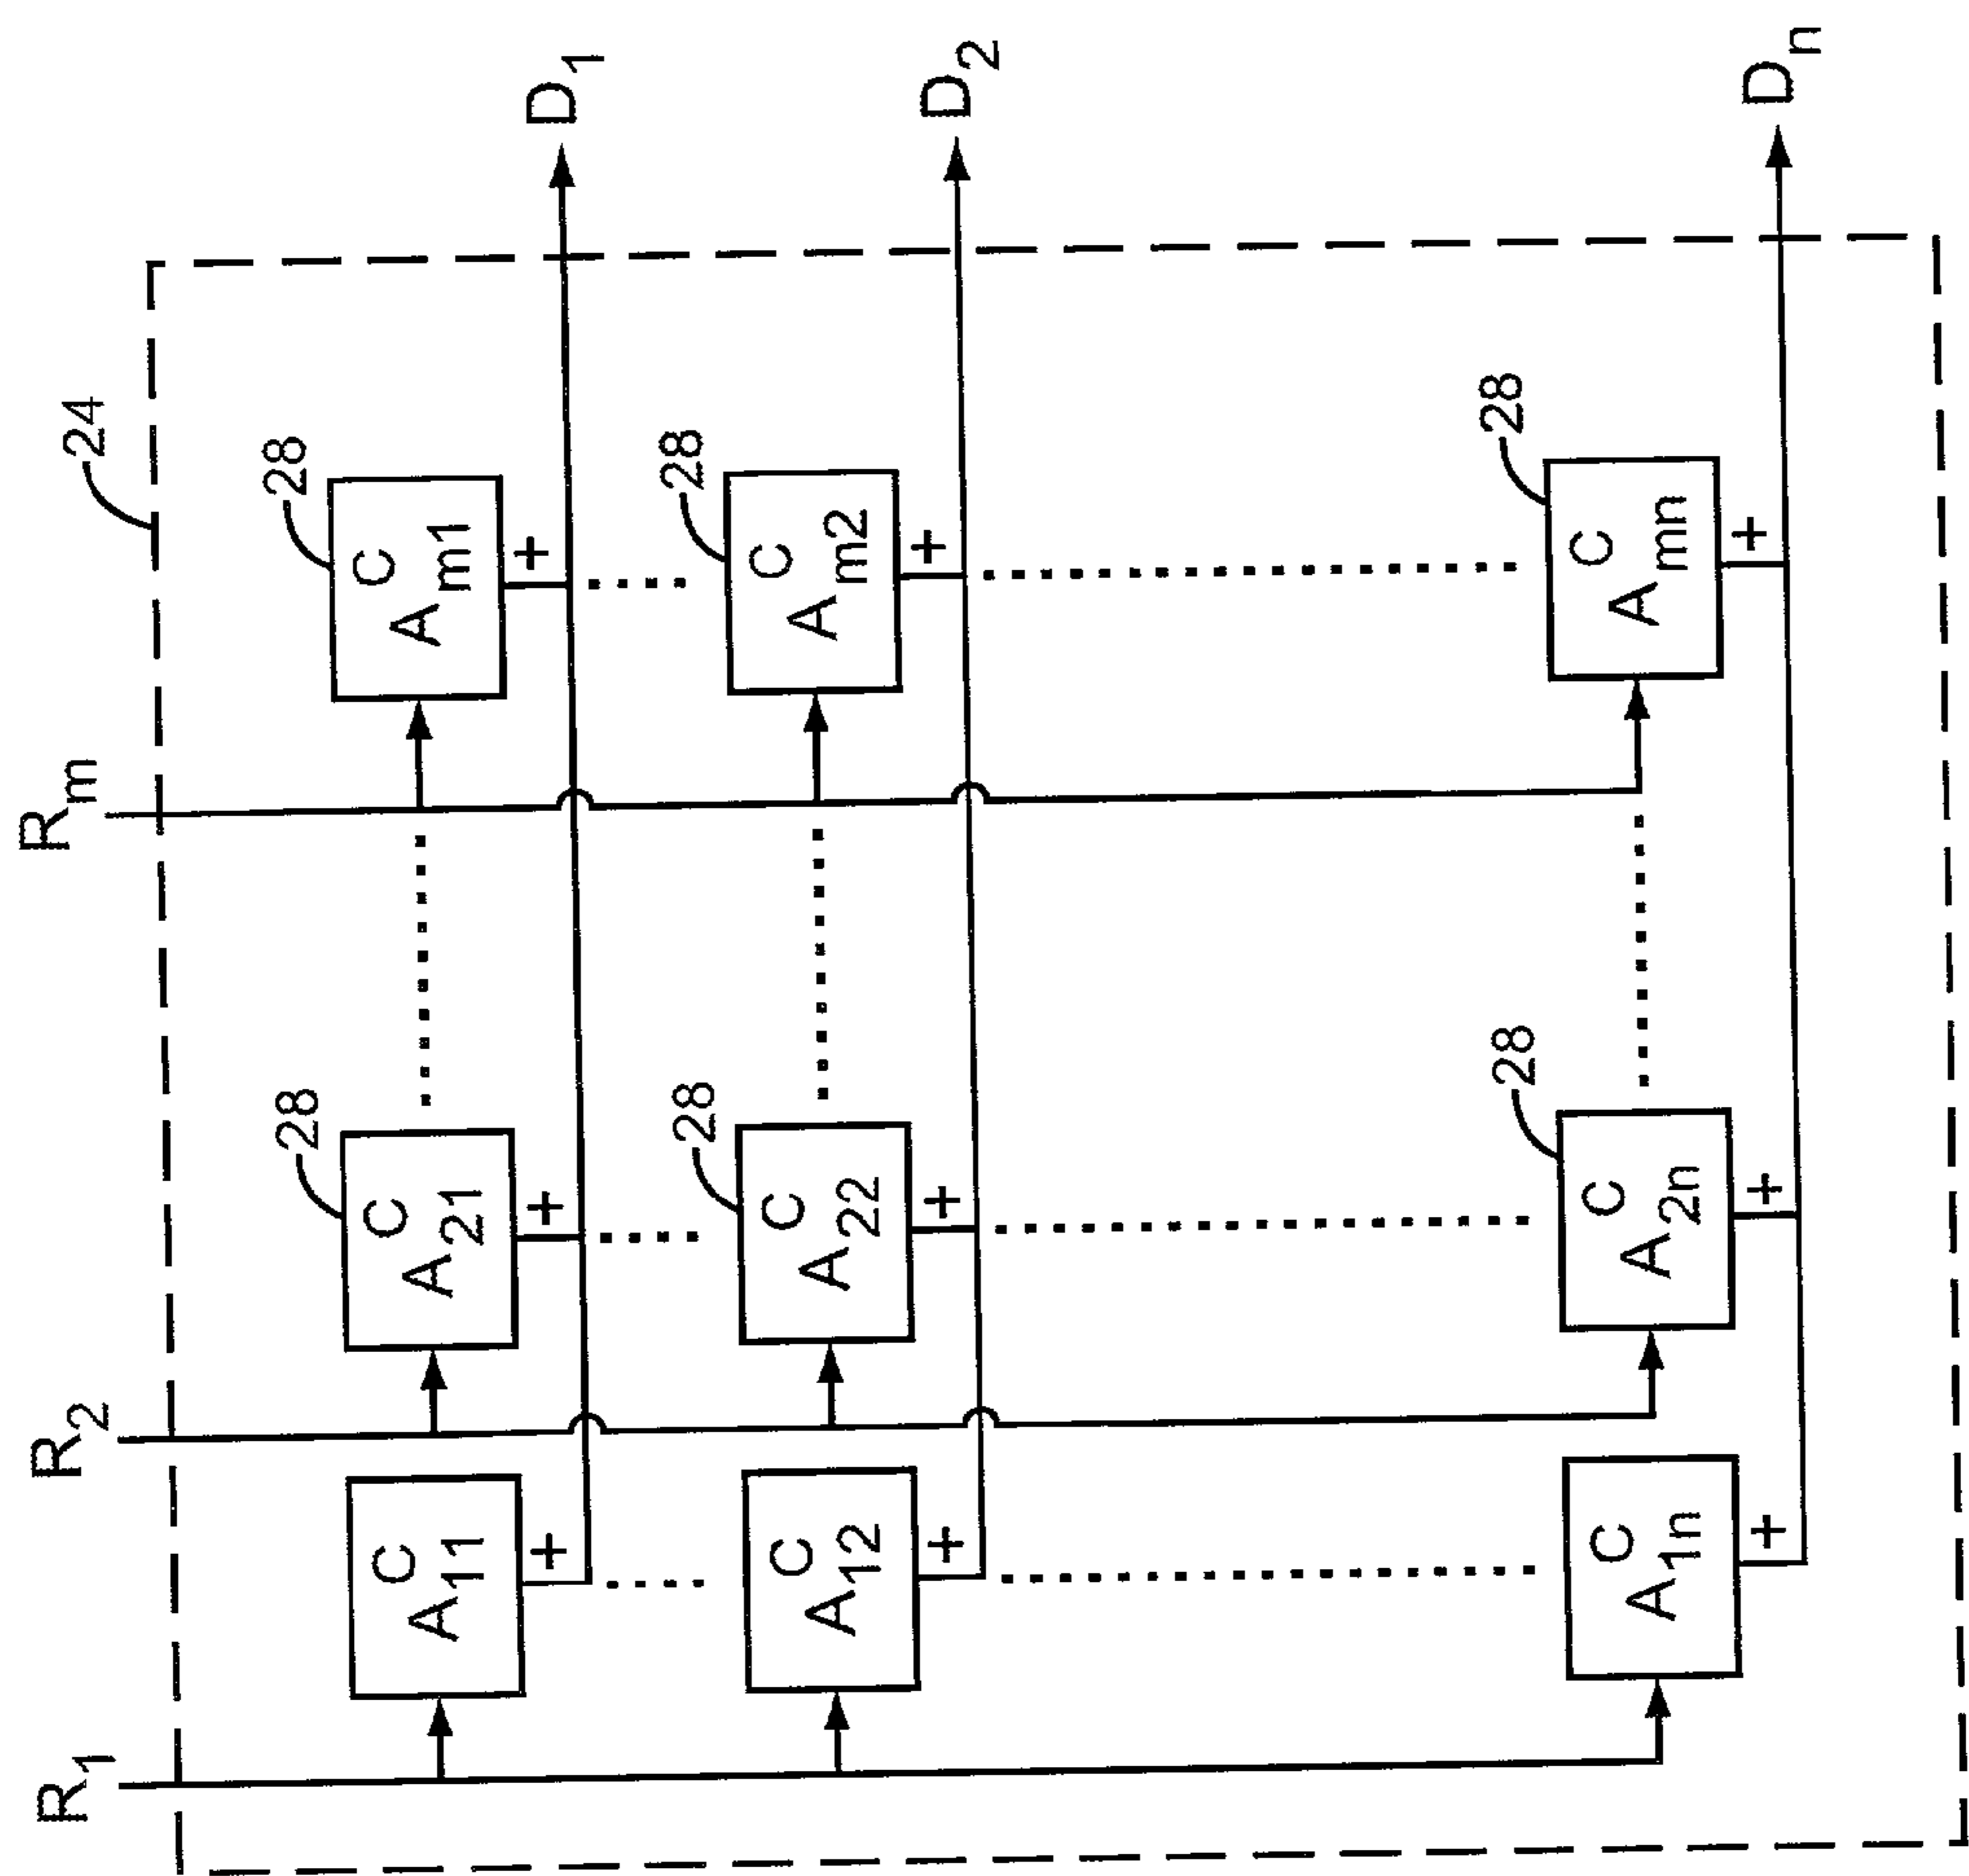 R1 R2 Rm 24
28 28
C C C
A11 A21 Am1
+ + + D1
28 28
C C C
A12 A22 Am2
+ + + D2
28 28
C C C
A1n A2n Amn
+ + + Dn